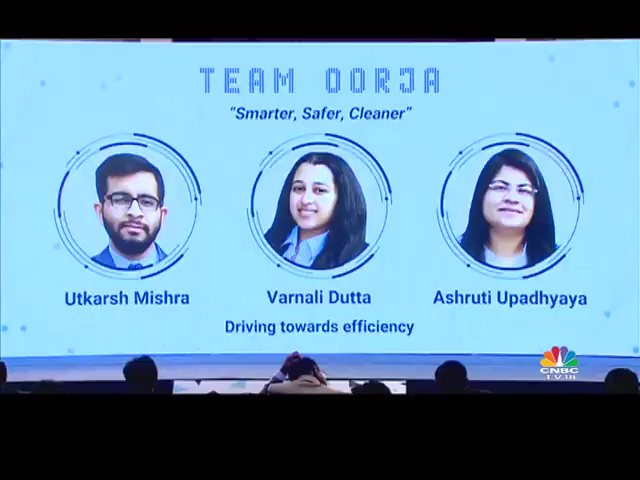 TEAM OORJA
“Smarter, Safer, Cleaner”
Utkarsh Mishra
Varnali Dutta
Ashruti Upadhyaya
Driving towards efficiency
CNBC
TV18